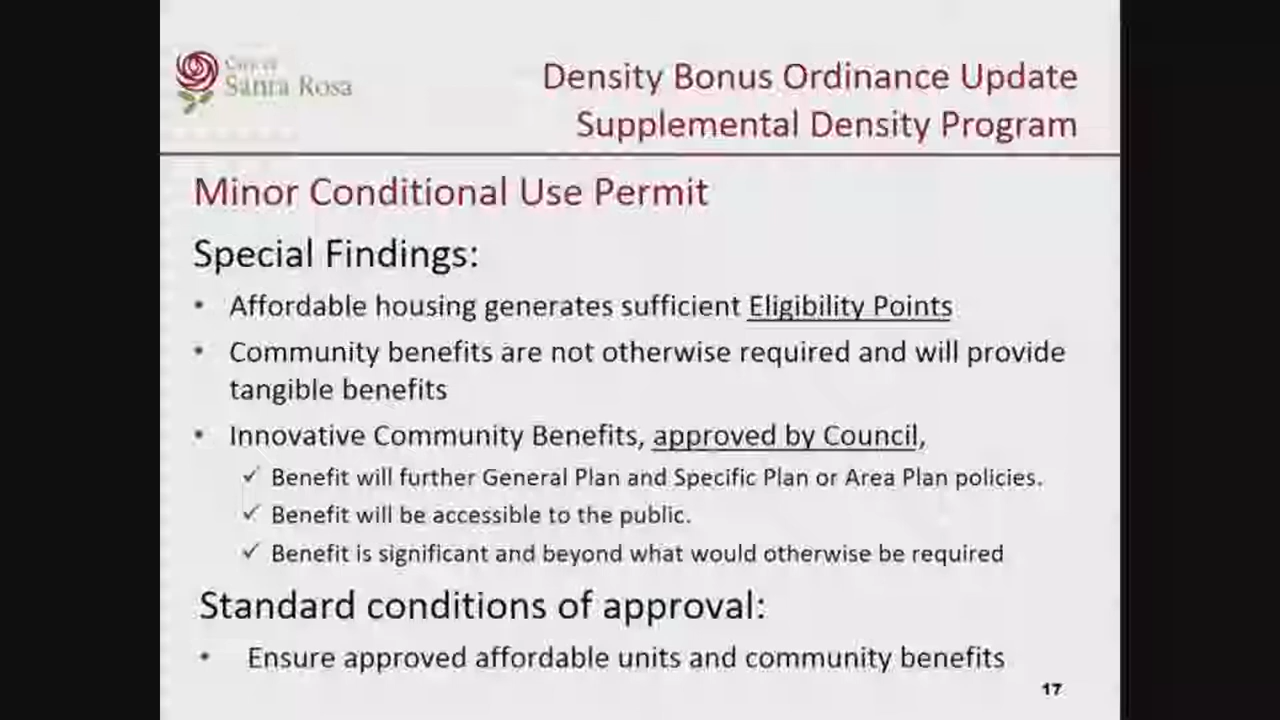 City of
Santa Rosa
Density Bonus Ordinance Update
Supplemental Density Program
Minor Conditional Use Permit
Special Findings:
• Affordable housing generates sufficient Eligibility Points
• Community benefits are not otherwise required and will provide
tangible benefits
• Innovative Community Benefits, approved by Council,
✓ Benefit will further General Plan and Specific Plan or Area Plan policies.
✓ Benefit will be accessible to the public.
✓ Benefit is significant and beyond what would otherwise be required
Standard conditions of approval:
• Ensure approved affordable units and community benefits
17